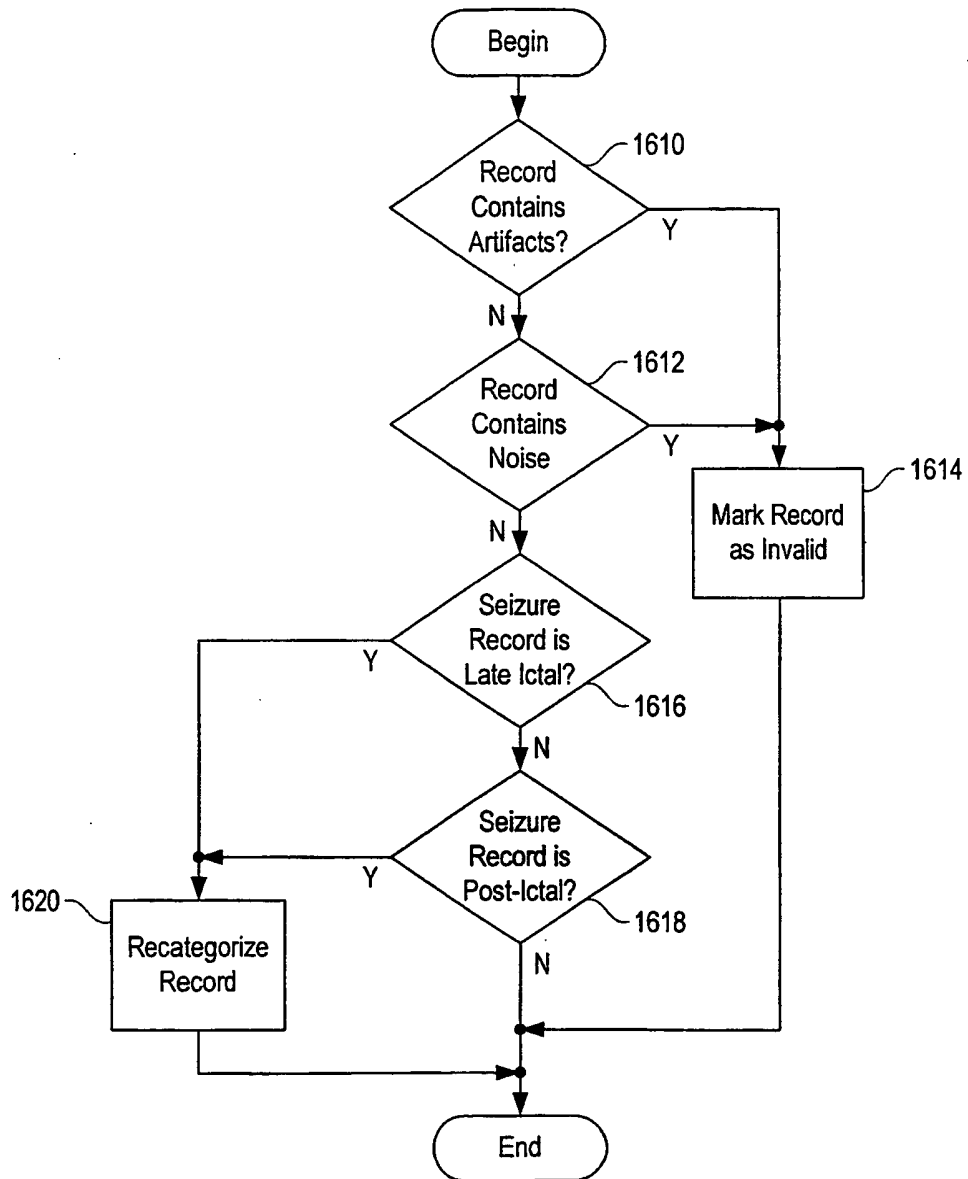 Begin
1610
Record
Contains
Artifacts?
Y
N
1612
Record
Contains
Noise
Y
N
1614
Mark Record
as Invalid
Seizure
Record is
Late Ictal?
Y
1616
N
Seizure
Record is
Post-Ictal?
Y
1618
N
1620
Recategorize
Record
End